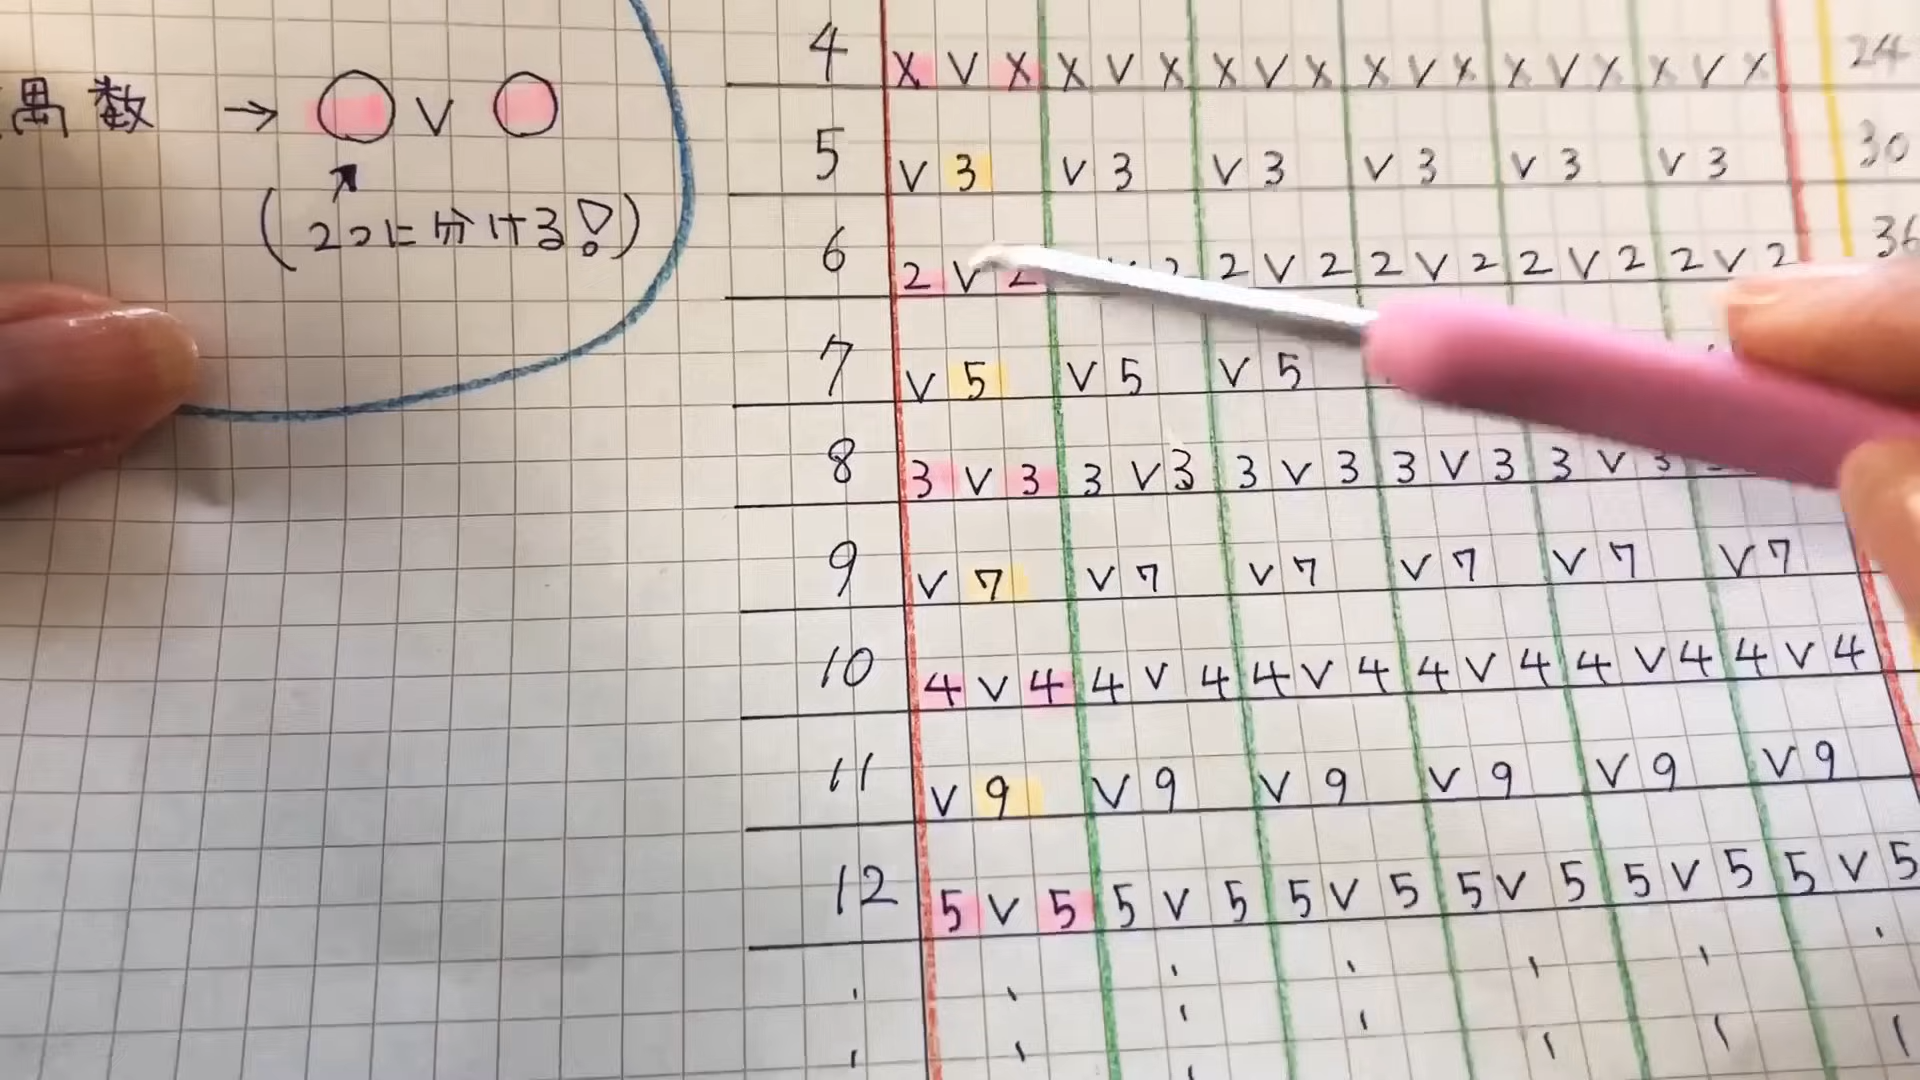 偶数 → ○ V ○
(2つに分ける!)
4 X V X X V X X V X X V X X V X X V X 24
5 V 3 V 3 V 3 V 3 V 3 V 3 30
6 2 V 2 2 2 V 2 2 V 2 2 V 2 2 V 2 36
7 V 5 V 5 V 5
8 3 V 3 3 V 3 3 V 3 3 V 3 3 V 3
9 V 7 V 7 V 7 V 7 V 7 V 7
10 4 V 4 4 V 4 4 V 4 4 V 4 4 V 4 4 V 4
11 V 9 V 9 V 9 V 9 V 9 V 9
12 5 V 5 5 V 5 5 V 5 5 V 5 5 V 5 5 V 5